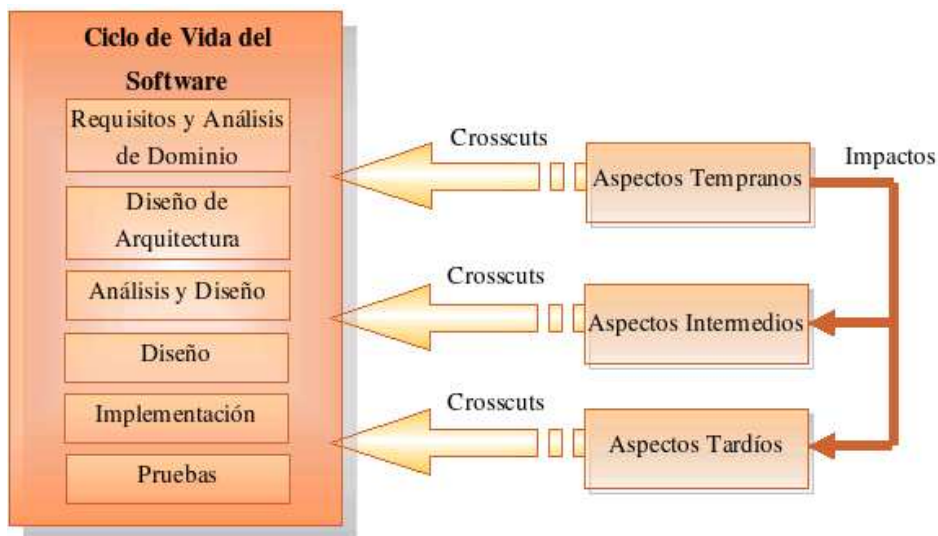 Ciclo de Vida del
Software
Requisitos y Análisis
de Dominio
Diseño de
Arquitectura
Análisis y Diseño
Diseño
Implementación
Pruebas
Crosscuts
Aspectos Tempranos
Impactos
Crosscuts
Aspectos Intermedios
Crosscuts
Aspectos Tardíos